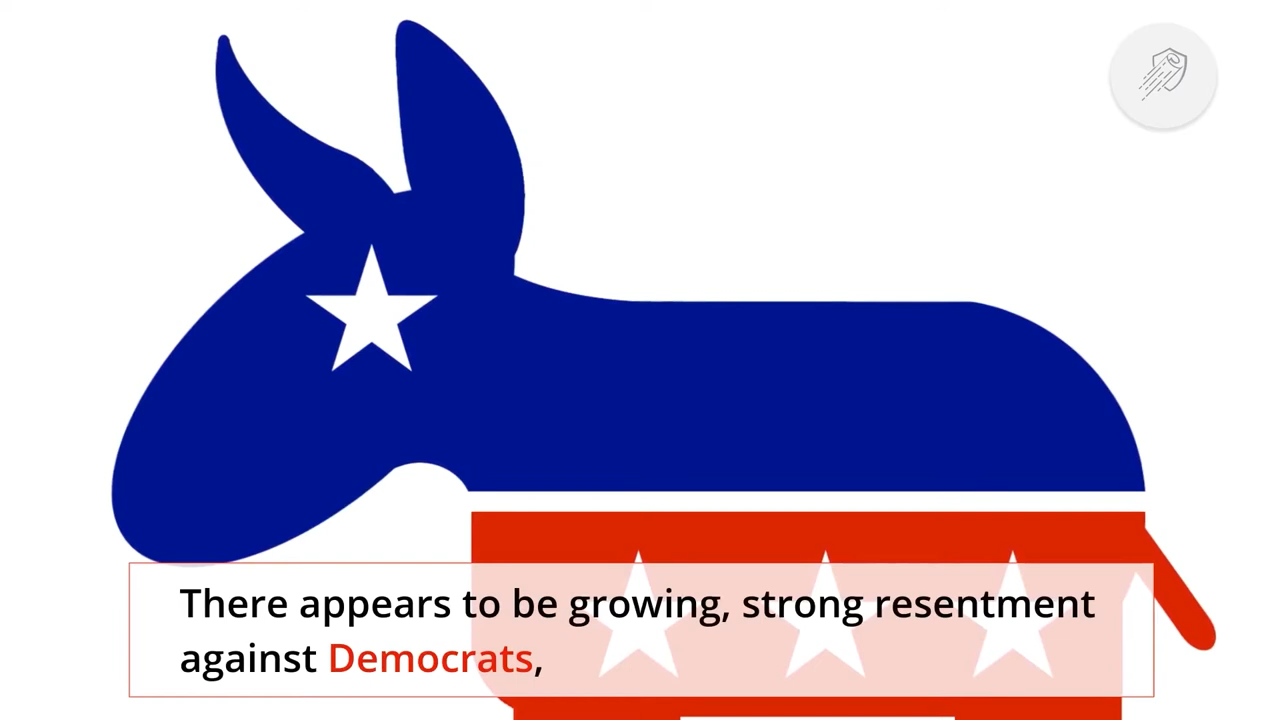 There appears to be growing, strong resentment
against Democrats,